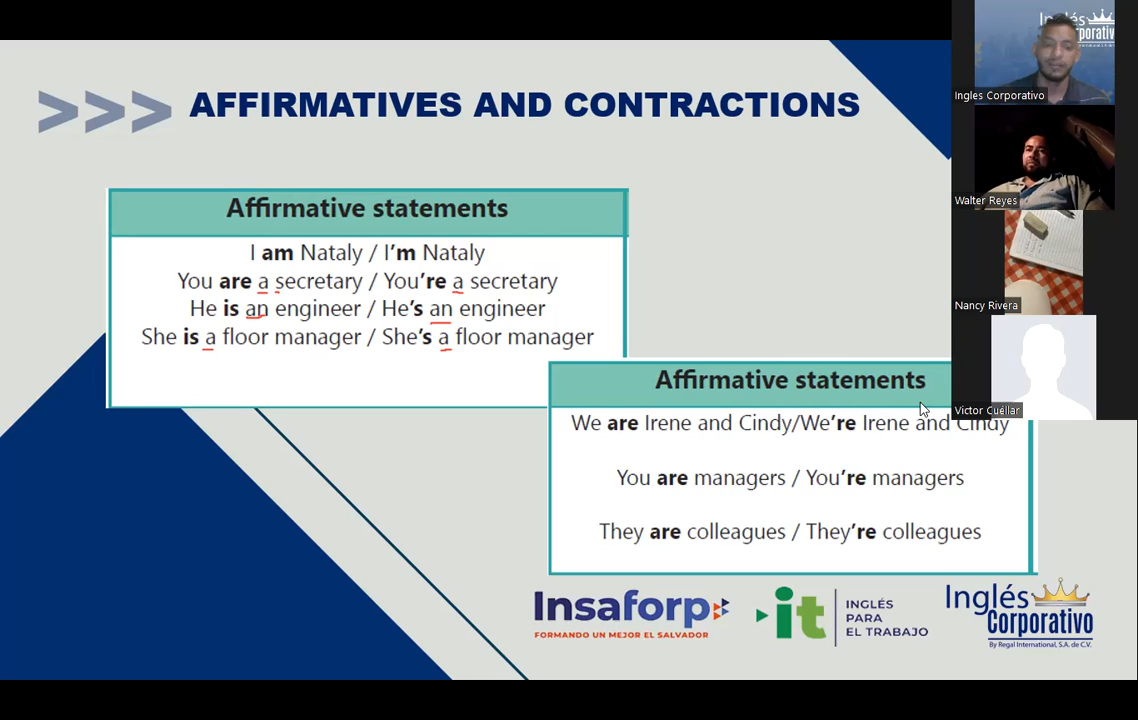 >>> AFFIRMATIVES AND CONTRACTIONS
Affirmative statements
I am Nataly / I'm Nataly
You are a secretary / You're a secretary
He is an engineer / He's an engineer
She is a floor manager / She's a floor manager
Affirmative statements
We are Irene and Cindy/We're Irene and Cindy
You are managers / You're managers
They are colleagues / They're colleagues
Insaforp
FORMANDO UN MEJOR EL SALVADOR
it
INGLÉS
PARA
EL TRABAJO
Inglés
Corporativo
By Regal International, S.A. de C.V.
Ingles Corporativo
Walter Reyes
Nancy Rivera
Victor Cuéllar